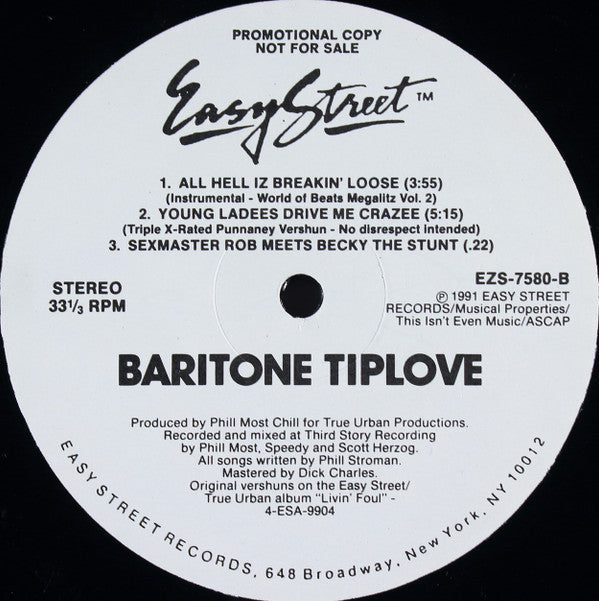 PROMOTIONAL COPY
NOT FOR SALE
Easy Street™
1. ALL HELL IZ BREAKIN' LOOSE (3:55)
(Instrumental - World of Beats Megalitz Vol. 2)
2. YOUNG LADEES DRIVE ME CRAZEE (5:15)
(Triple X-Rated Punnaney Vershun - No disrespect intended)
3. SEXMASTER ROB MEETS BECKY THE STUNT (.22)
STEREO
33 1/3 RPM
EZS-7580-B
℗ 1991 EASY STREET
RECORDS/Musical Properties/
This Isn't Even Music/ASCAP
BARITONE TIPLOVE
Produced by Phill Most Chill for True Urban Productions.
Recorded and mixed at Third Story Recording
by Phill Most, Speedy and Scott Herzog.
All songs written by Phill Stroman.
Mastered by Dick Charles.
Original vershuns on the Easy Street/
True Urban album "Livin' Foul" -
4-ESA-9904
EASY STREET RECORDS, 648 Broadway, New York, NY 10012